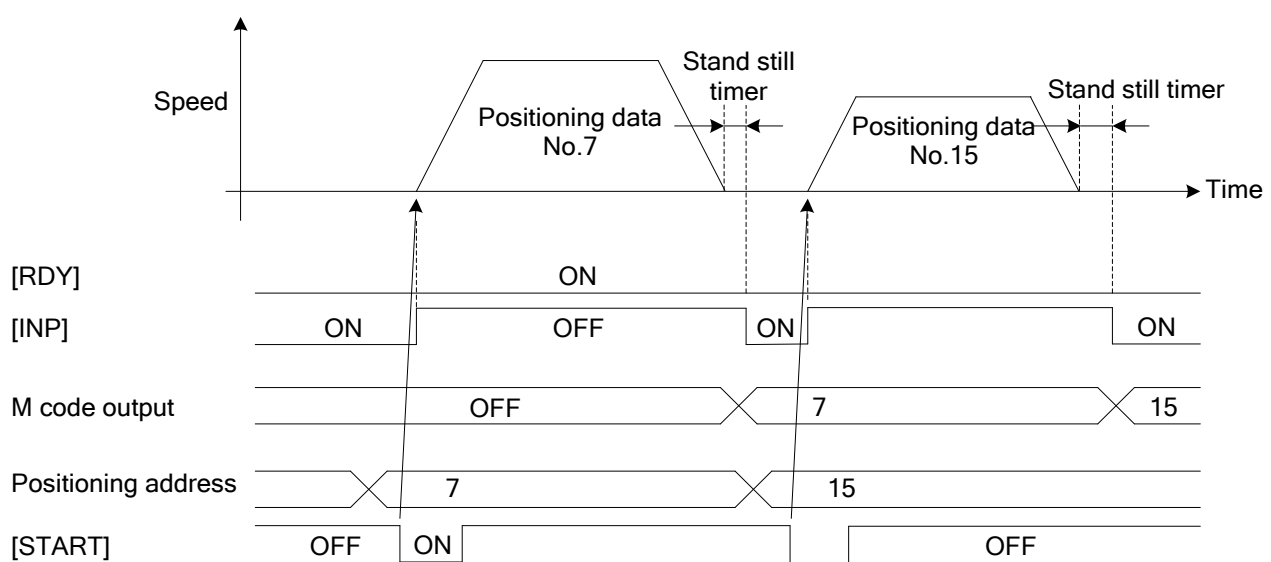 Stand still
timer
Stand still timer
Speed
Positioning data
No.7
Positioning data
No.15
Time
[RDY]
ON
[INP]
ON
OFF
ON
ON
M code output
OFF
7
15
Positioning address
7
15
[START]
OFF
ON
OFF